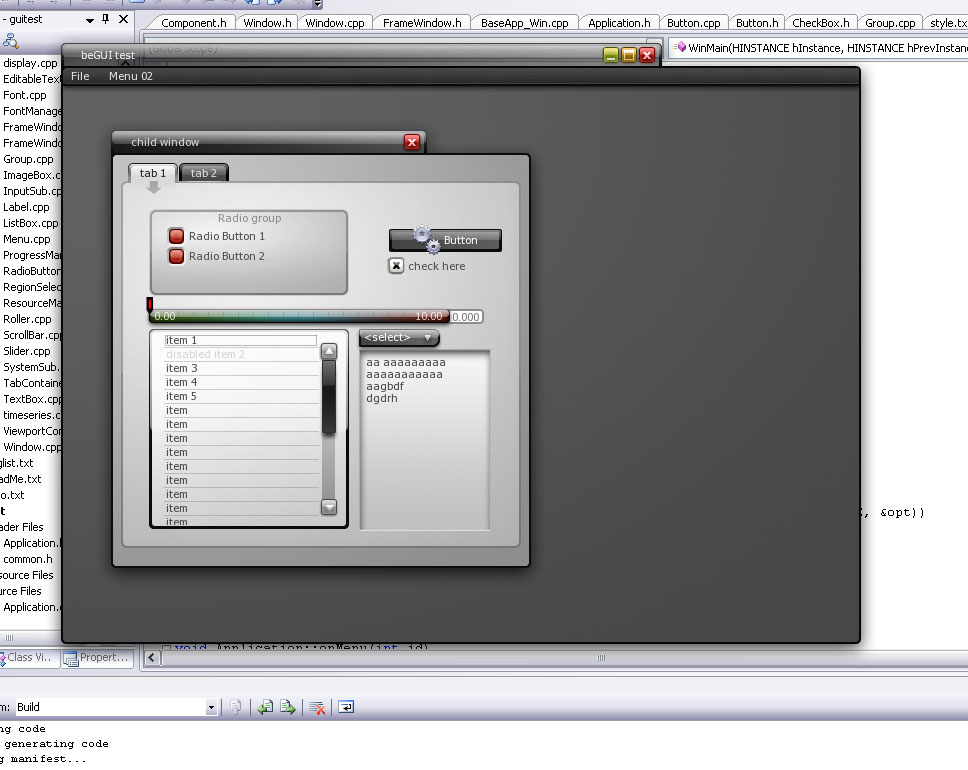 - guitest
Component.h Window.h Window.cpp FrameWindow.h BaseApp_Win.cpp Application.h Button.cpp Button.h CheckBox.h Group.cpp style.tx
(Global Scope)
WinMain(HINSTANCE hInstance, HINSTANCE hPrevInstan
display.cpp
EditableTex
Font.cpp
FontManage
FrameWindo
FrameWindo
Group.cpp
ImageBox.c
InputSub.cp
Label.cpp
ListBox.cpp
Menu.cpp
ProgressMa
RadioButton
RegionSelec
ResourceMa
Roller.cpp
ScrollBar.cp
Slider.cpp
SystemSub.
TabContaine
TextBox.cpp
timeseries.c
ViewportCon
Window.cpp
glist.txt
adMe.txt
o.txt
t
ader Files
Application.h
common.h
source Files
urce Files
Application.c
beGUI test
File Menu 02
child window
tab 1 tab 2
Radio group
Radio Button 1
Radio Button 2
Button
check here
0.00 10.00 0.000
<select>
item 1
disabled item 2
item 3
item 4
item 5
item
item
item
item
item
item
item
item
item
aa aaaaaaaaa
aaaaaaaaaaa
aagbdf
dgdrh
, &opt))
void Application::onMenu(int id)
Class Vi... Propert...
m: Build
ng code
generating code
g manifest...